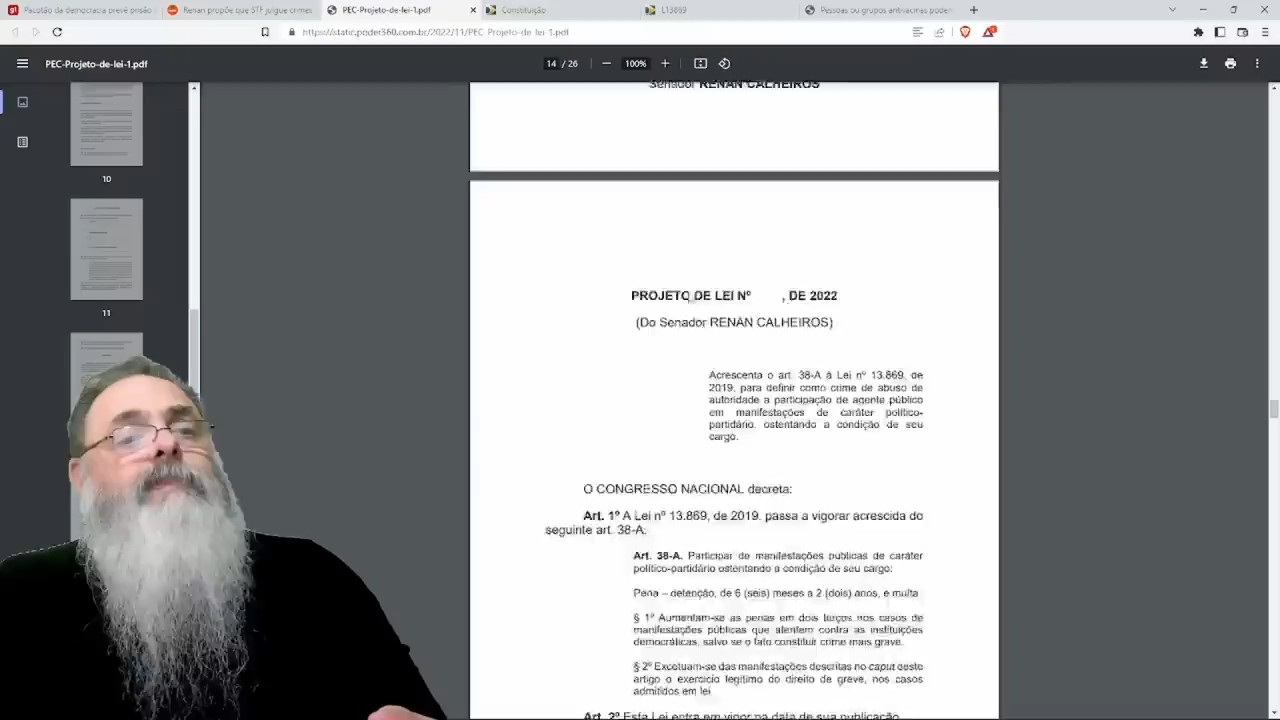 Pacotão da democracia prevê prisão
Renan propõe que STF julgue crimes
PEC-Projeto-de-lei-1.pdf
Constituição
L13869
Pessoas ou grupos antivacinas podem
https://static.poder360.com.br/2022/11/PEC-Projeto-de-lei-1.pdf
PEC-Projeto-de-lei-1.pdf
14 / 26
100%
10
11
Senador RENAN CALHEIROS
PROJETO DE LEI Nº , DE 2022
(Do Senador RENAN CALHEIROS)
Acrescenta o art. 38-A à Lei nº 13.869, de
2019, para definir como crime de abuso de
autoridade a participação de agente público
em manifestações de caráter político-
partidário, ostentando a condição de seu
cargo.
O CONGRESSO NACIONAL decreta:
Art. 1º A Lei nº 13.869, de 2019, passa a vigorar acrescida do
seguinte art. 38-A.
Art. 38-A. Participar de manifestações públicas de caráter
político-partidário ostentando a condição de seu cargo:
Pena – detenção, de 6 (seis) meses a 2 (dois) anos, e multa
§ 1º Aumentam-se as penas em dois terços nos casos de
manifestações públicas que atentem contra as instituições
democráticas, salvo se o fato constituir crime mais grave.
§ 2º Excetuam-se das manifestações descritas no caput deste
artigo o exercício legítimo do direito de greve, nos casos
admitidos em lei
Art. 2º Esta Lei entra em vigor na data de sua publicação.